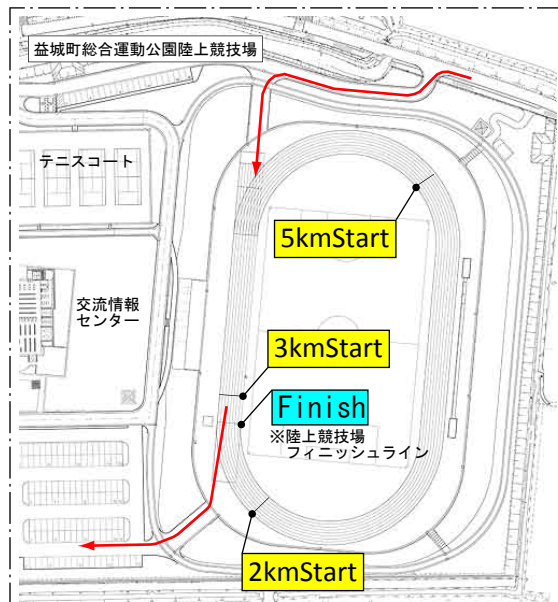 益城町総合運動公園陸上競技場
テニスコート
5kmStart
交流情報
センター
3kmStart
Finish
※陸上競技場
フィニッシュライン
2kmStart